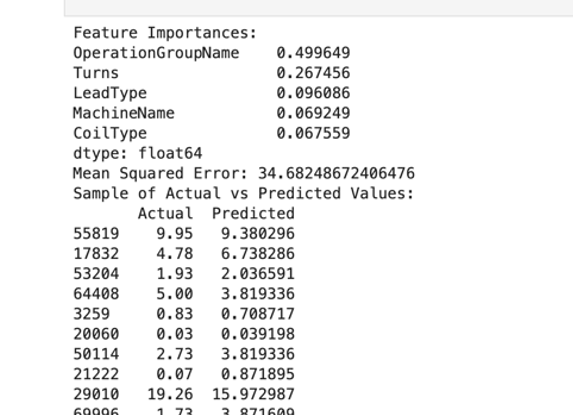 Feature Importances:
OperationGroupName    0.499649
Turns                 0.267456
LeadType              0.096086
MachineName           0.069249
CoilType              0.067559
dtype: float64
Mean Squared Error: 34.68248672406476
Sample of Actual vs Predicted Values:
       Actual  Predicted
55819    9.95   9.380296
17832    4.78   6.738286
53204    1.93   2.036591
64408    5.00   3.819336
3259     0.83   0.708717
20060    0.03   0.039198
50114    2.73   3.819336
21222    0.07   0.871895
29010   19.26  15.972987
69996    1.73   3.871609